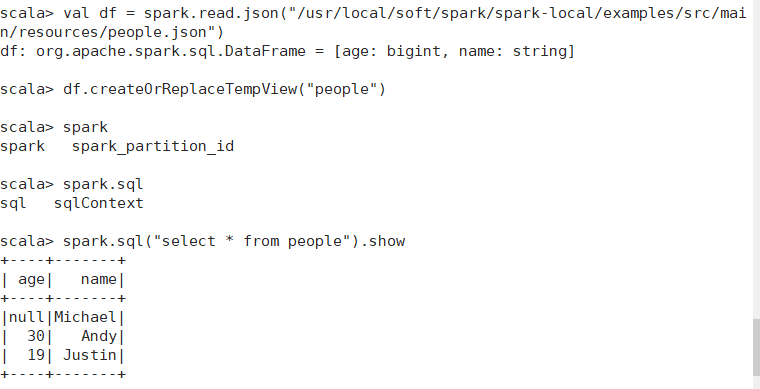 scala> val df = spark.read.json("/usr/local/soft/spark/spark-local/examples/src/mai
n/resources/people.json")
df: org.apache.spark.sql.DataFrame = [age: bigint, name: string]
scala> df.createOrReplaceTempView("people")
scala> spark
spark   spark_partition_id
scala> spark.sql
sql   sqlContext
scala> spark.sql("select * from people").show
+----+-------+
| age|   name|
+----+-------+
|null|Michael|
|  30|   Andy|
|  19| Justin|
+----+-------+